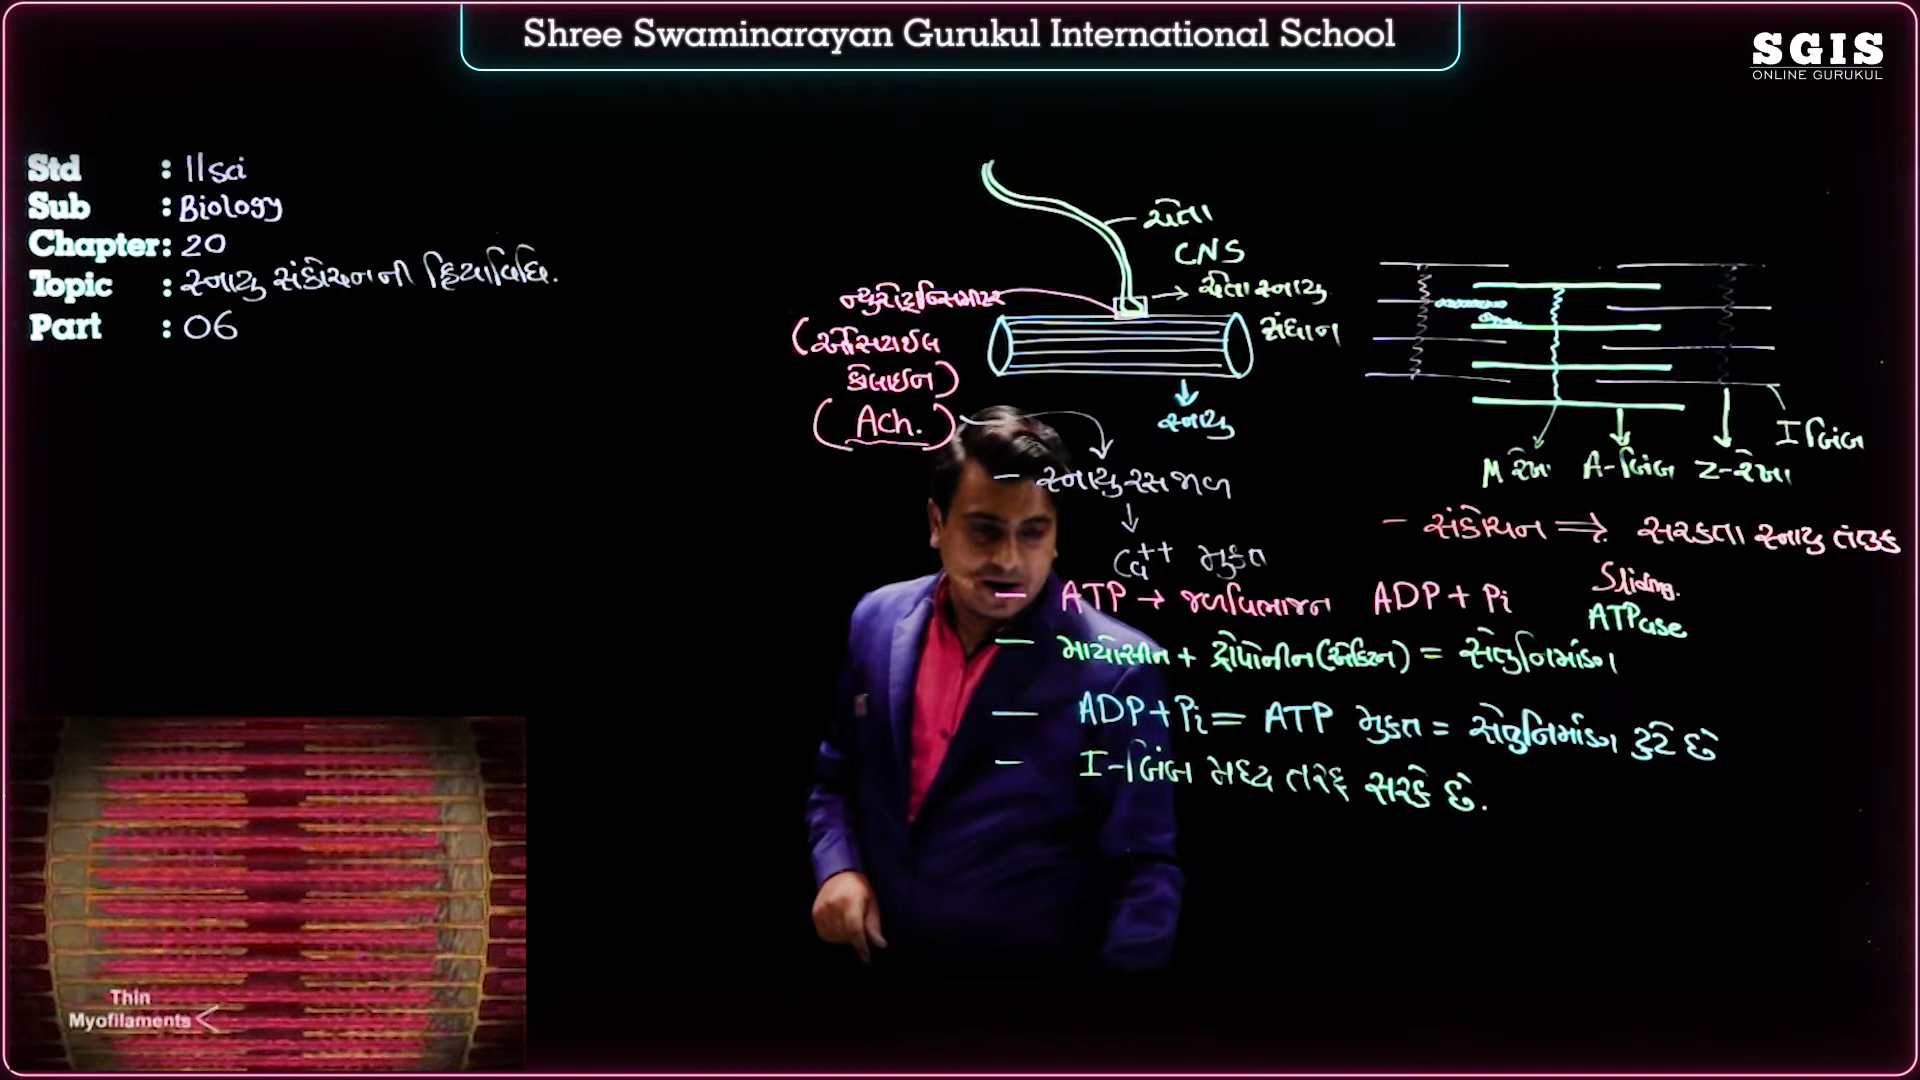 Shree Swaminarayan Gurukul International School
SGIS
ONLINE GURUKUL
Std : 11 sci
Sub : Biology
Chapter : 20
Topic : સ્નાયુ સંકોચનની ક્રિયાવિધિ.
Part : 06
ચેતા
CNS
ચેતા સ્નાયુ
સંધાન
ન્યુરોટ્રાન્સમીટર
(એસિટાઈલ
કોલાઈન)
(Ach.)
સ્નાયુ
M રેખા A-બિંબ Z-રેખા
I બિંબ
- સ્નાયુરસજાળ
↓
Ca++ મુક્ત
- સંકોચન ⇒ સરકતા સ્નાયુ તંતુક
Sliding.
ATPase
- ATP → જળવિભાજન ADP + Pi
- માયોસીન + ટ્રોપોનીન (એક્ટિન) = સેતુનિર્માણ
- ADP + Pi = ATP મુક્ત = સેતુનિર્માણ તુટે છે
- I-બિંબ મધ્ય તરફ સરકે છે.
Thin
Myofilaments